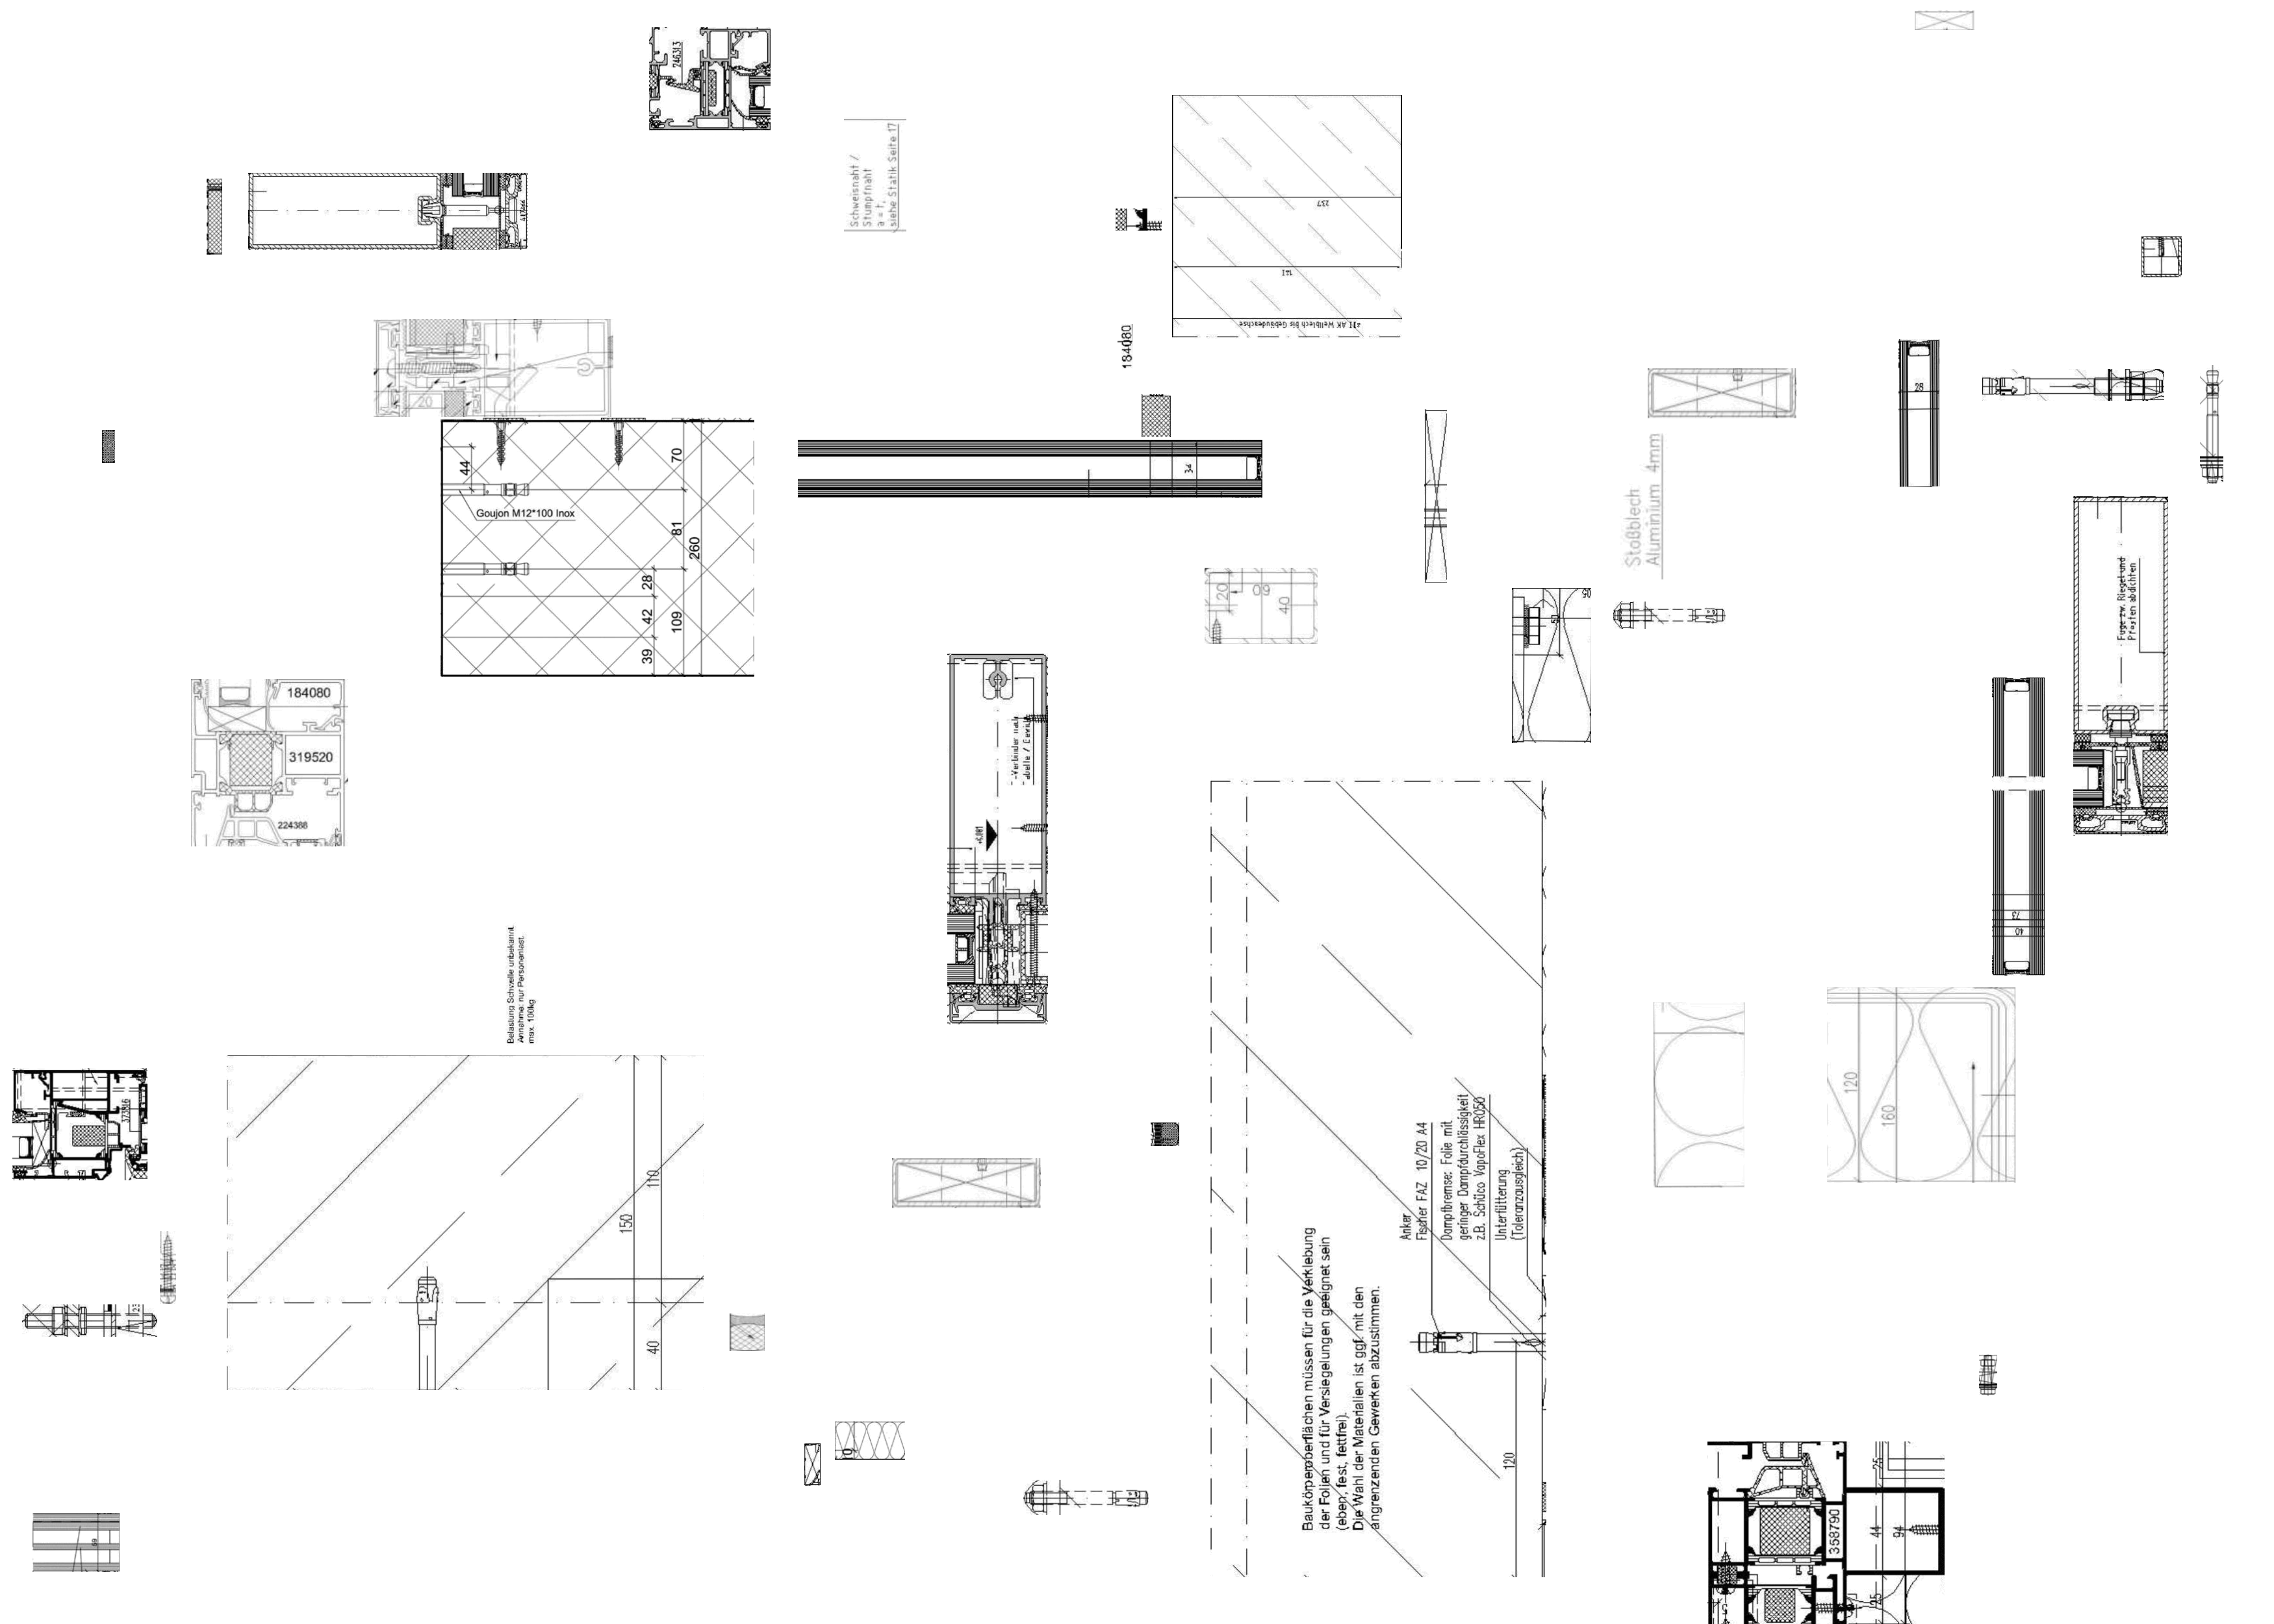 246313
Schweisnaht /
Stumpfnaht
a = t,
siehe Statik Seite 17
237
141
AK Wellblech bis Gebäudeachse
184080
20
44
70
Goujon M12*100 Inox
81
260
28
42
109
39
34
28
Stoßblech
Aluminium 4mm
20
60
40
Fuge zw. Riegel und
Pfosten abdichten
184080
319520
224388
73
40
Belastung Schwelle unbekannt.
Annahme: nur Personenlast.
max. 100kg
373816
110
150
40
120
160
Anker
Fischer FAZ 10/20 A4
Dampfbremse: Folie mit
geringer Dampfdurchlässigkeit
z.B. Schüco VapoFlex HR050
Unterfütterung
(Toleranzausgleich)
Baukörperoberflächen müssen für die Verklebung
der Folien und für Versiegelungen geeignet sein
(eben, fest, fettfrei).
Die Wahl der Materialien ist ggf. mit den
angrenzenden Gewerken abzustimmen.
120
10
25
358790
44
94
25